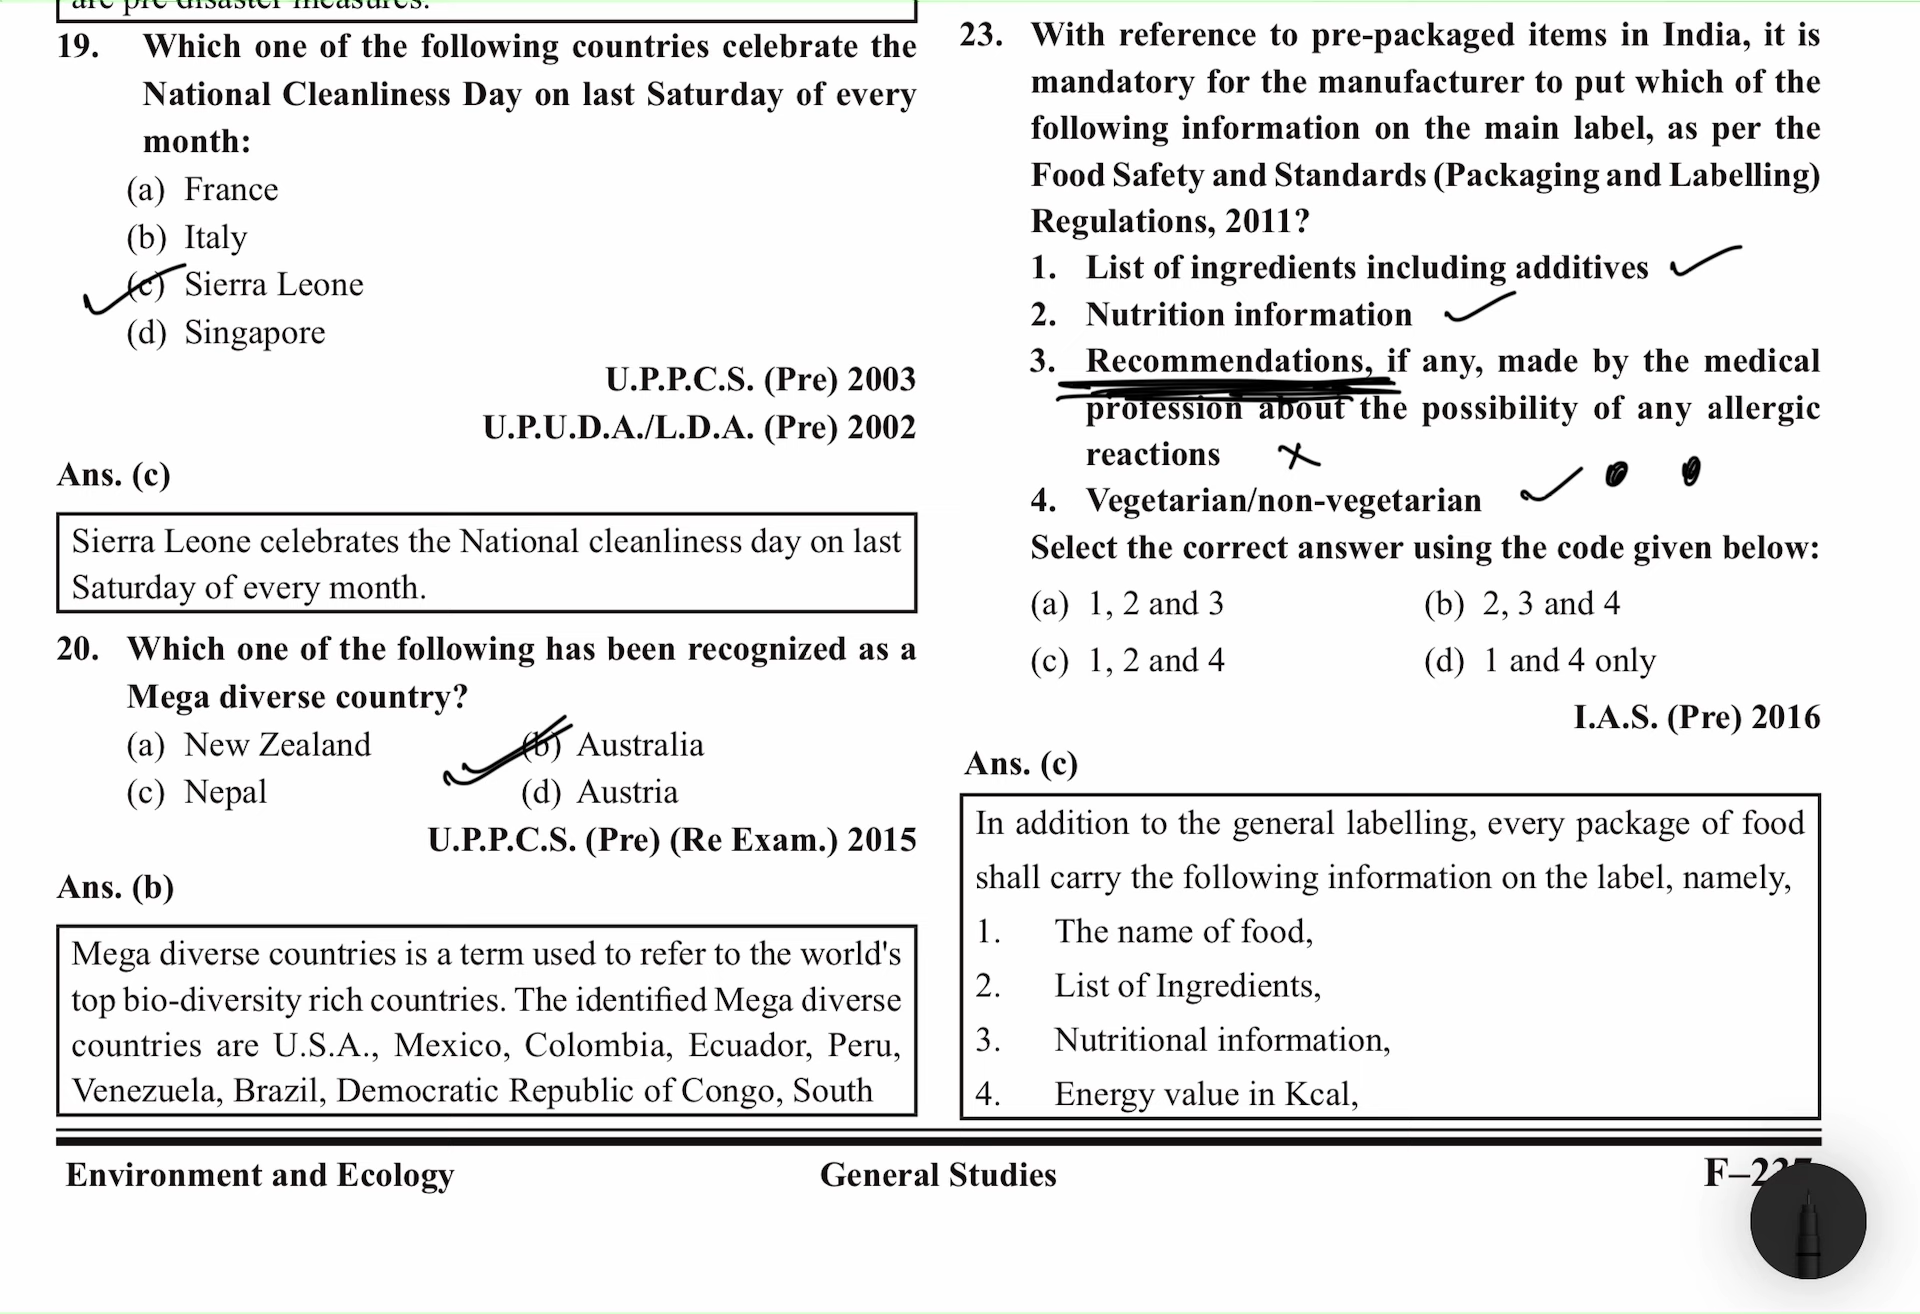 are pre disaster measures.
19. Which one of the following countries celebrate the
National Cleanliness Day on last Saturday of every
month:
(a) France
(b) Italy
(c) Sierra Leone
(d) Singapore
U.P.P.C.S. (Pre) 2003
U.P.U.D.A./L.D.A. (Pre) 2002
Ans. (c)
Sierra Leone celebrates the National cleanliness day on last
Saturday of every month.
20. Which one of the following has been recognized as a
Mega diverse country?
(a) New Zealand (b) Australia
(c) Nepal (d) Austria
U.P.P.C.S. (Pre) (Re Exam.) 2015
Ans. (b)
Mega diverse countries is a term used to refer to the world's
top bio-diversity rich countries. The identified Mega diverse
countries are U.S.A., Mexico, Colombia, Ecuador, Peru,
Venezuela, Brazil, Democratic Republic of Congo, South
23. With reference to pre-packaged items in India, it is
mandatory for the manufacturer to put which of the
following information on the main label, as per the
Food Safety and Standards (Packaging and Labelling)
Regulations, 2011?
1. List of ingredients including additives
2. Nutrition information
3. Recommendations, if any, made by the medical
profession about the possibility of any allergic
reactions
4. Vegetarian/non-vegetarian
Select the correct answer using the code given below:
(a) 1, 2 and 3 (b) 2, 3 and 4
(c) 1, 2 and 4 (d) 1 and 4 only
I.A.S. (Pre) 2016
Ans. (c)
In addition to the general labelling, every package of food
shall carry the following information on the label, namely,
1. The name of food,
2. List of Ingredients,
3. Nutritional information,
4. Energy value in Kcal,
Environment and Ecology General Studies